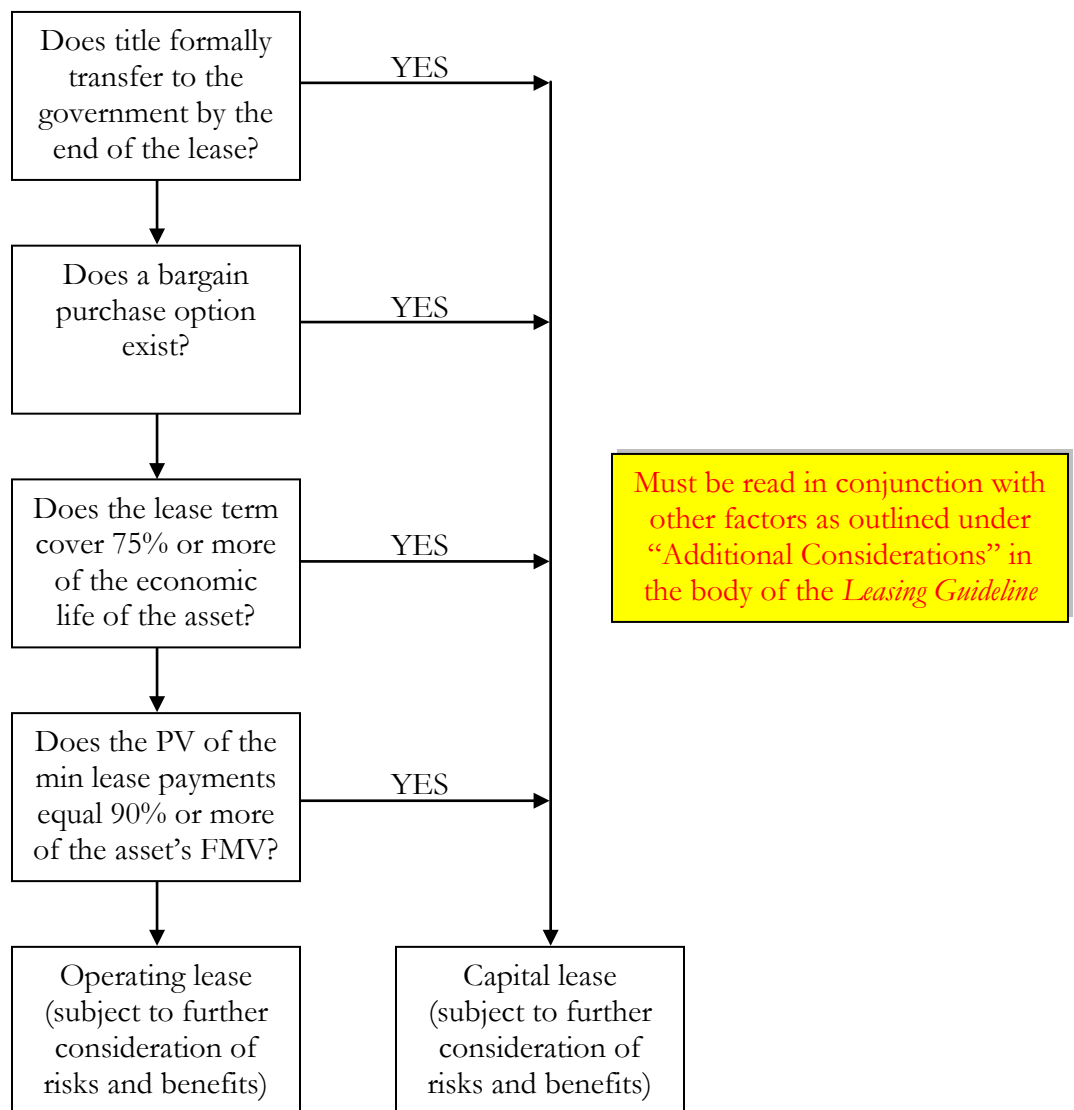 Does title formally
transfer to the
government by the
end of the lease?
YES
Does a bargain
purchase option
exist?
YES
Does the lease term
cover 75% or more
of the economic
life of the asset?
YES
Must be read in conjunction with
other factors as outlined under
“Additional Considerations” in
the body of the Leasing Guideline
Does the PV of the
min lease payments
equal 90% or more
of the asset’s FMV?
YES
Operating lease
(subject to further
consideration of
risks and benefits)
Capital lease
(subject to further
consideration of
risks and benefits)